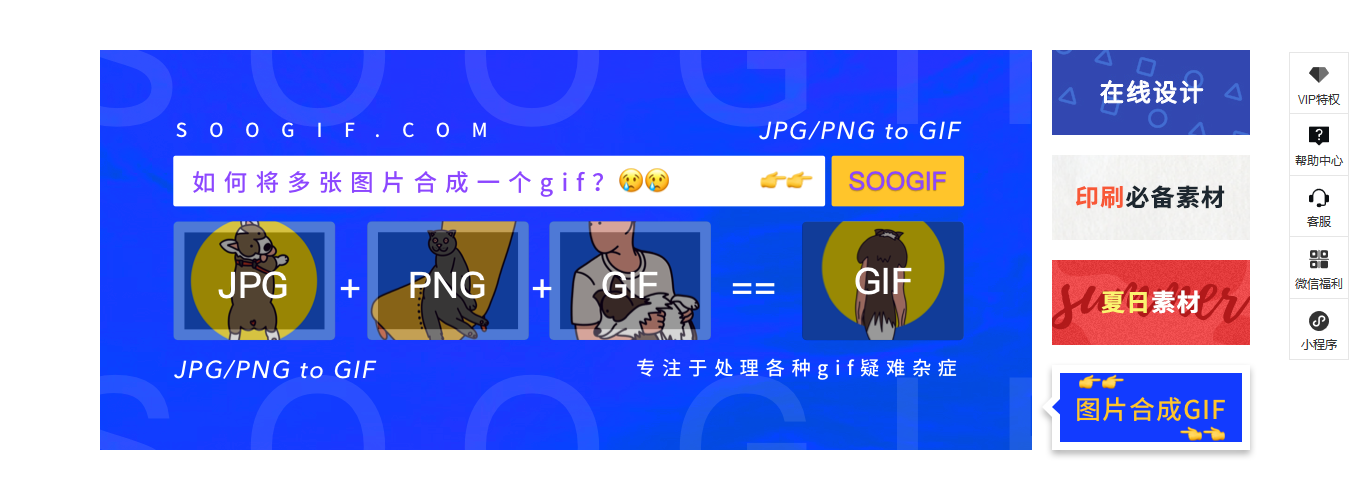 SOOGIF
SOOGIF.COM
JPG/PNG to GIF
如何将多张图片合成一个gif?😢😢 👉👉
SOOGIF
JPG + PNG + GIF == GIF
JPG/PNG to GIF
专注于处理各种gif疑难杂症
SOOGIF
在线设计
印刷必备素材
summer
夏日素材
👉👉
图片合成GIF
👈👈
VIP特权
帮助中心
客服
微信福利
小程序